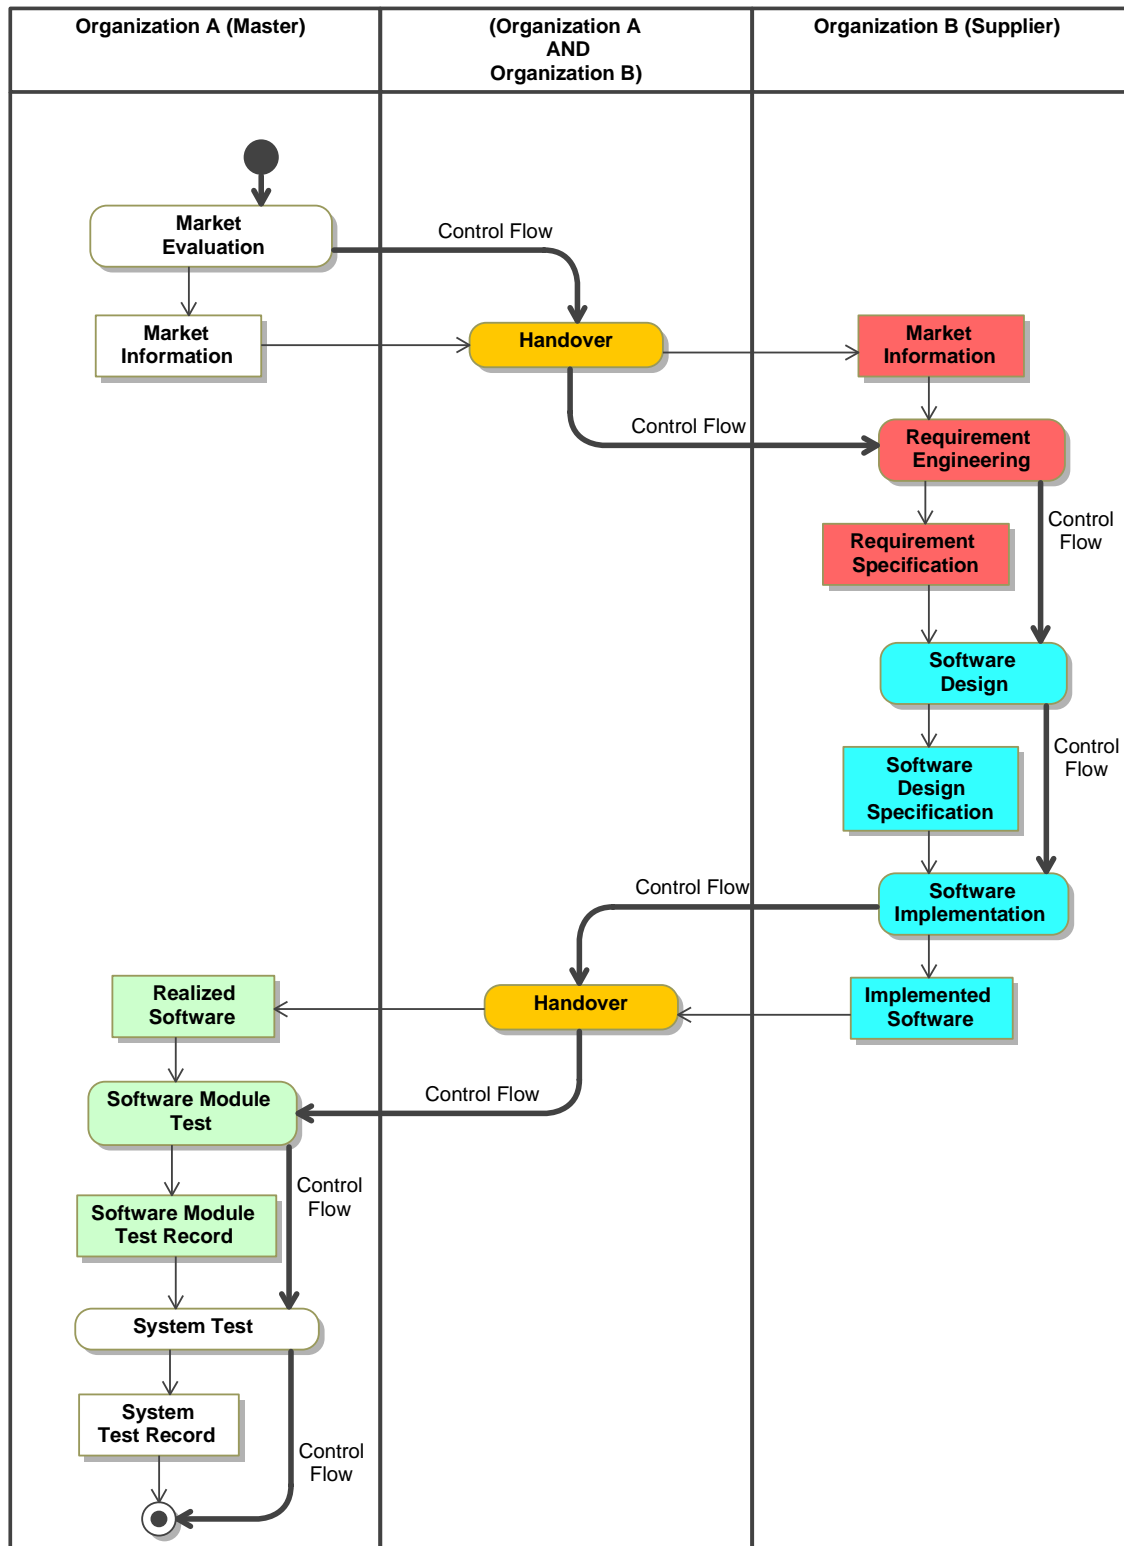 Organization A (Master)
(Organization A
AND
Organization B)
Organization B (Supplier)
Market
Evaluation
Control Flow
Market
Information
Handover
Market
Information
Control Flow
Requirement
Engineering
Control
Flow
Requirement
Specification
Software
Design
Control
Flow
Software
Design
Specification
Control Flow
Software
Implementation
Realized
Software
Handover
Implemented
Software
Control Flow
Software Module
Test
Control
Flow
Software Module
Test Record
System Test
System
Test Record
Control
Flow